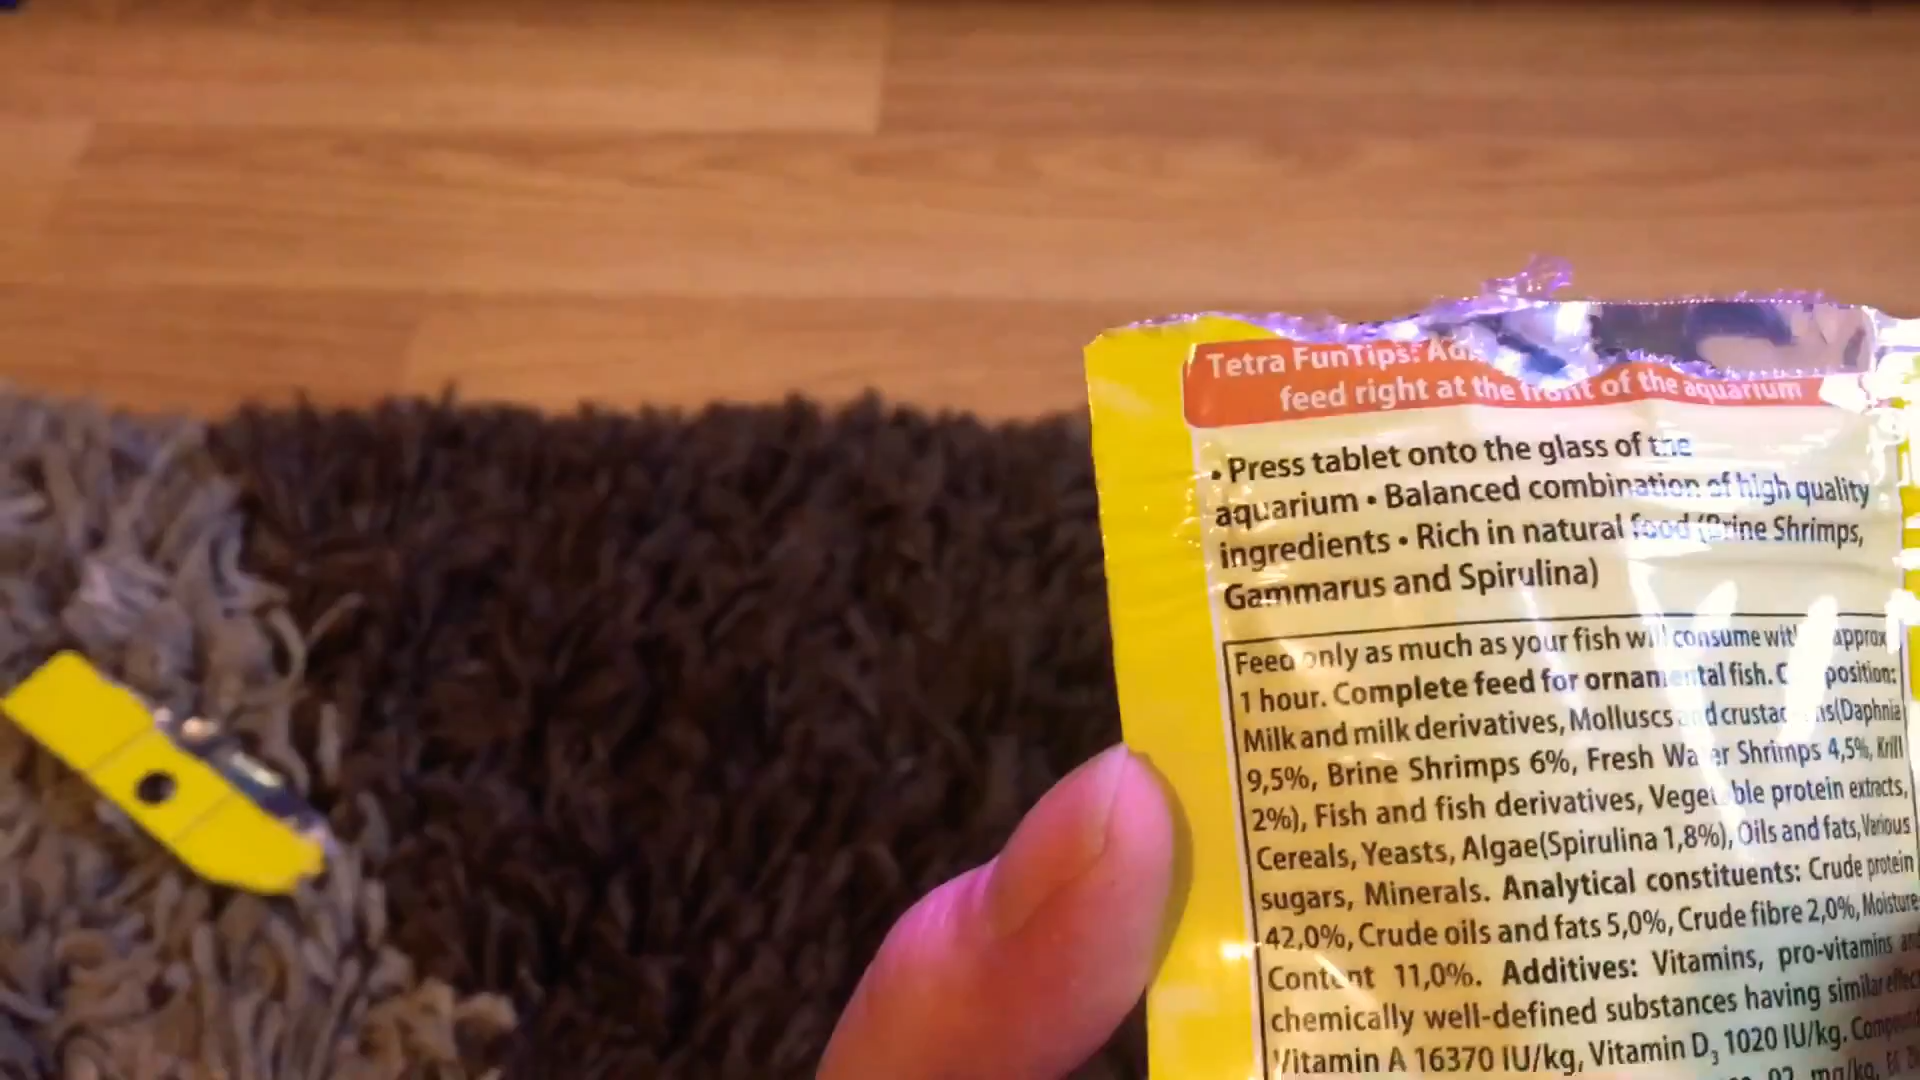 Tetra FunTips:
feed right at the front of the aquarium
• Press tablet onto the glass of the
aquarium • Balanced combination of high quality
ingredients • Rich in natural food (Brine Shrimps,
Gammarus and Spirulina)
Feed only as much as your fish will consume approx
1 hour. Complete feed for ornamental fish.
Milk and milk derivatives, Molluscs and (Daphnia
9,5%, Brine Shrimps 6%, Fresh Water Shrimps 4,5%, Krill
2%), Fish and fish derivatives, Vegetable protein extracts,
Cereals, Yeasts, Algae(Spirulina 1,8%), Oils and fats, Various
sugars, Minerals. Analytical constituents: Crude protein
42,0%, Crude oils and fats 5,0%, Crude fibre 2,0%, Moisture
Content 11,0%. Additives: Vitamins, pro-vitamins and
chemically well-defined substances having similar effect
Vitamin A 16370 IU/kg, Vitamin D3 1020 IU/kg.
mg/kg,